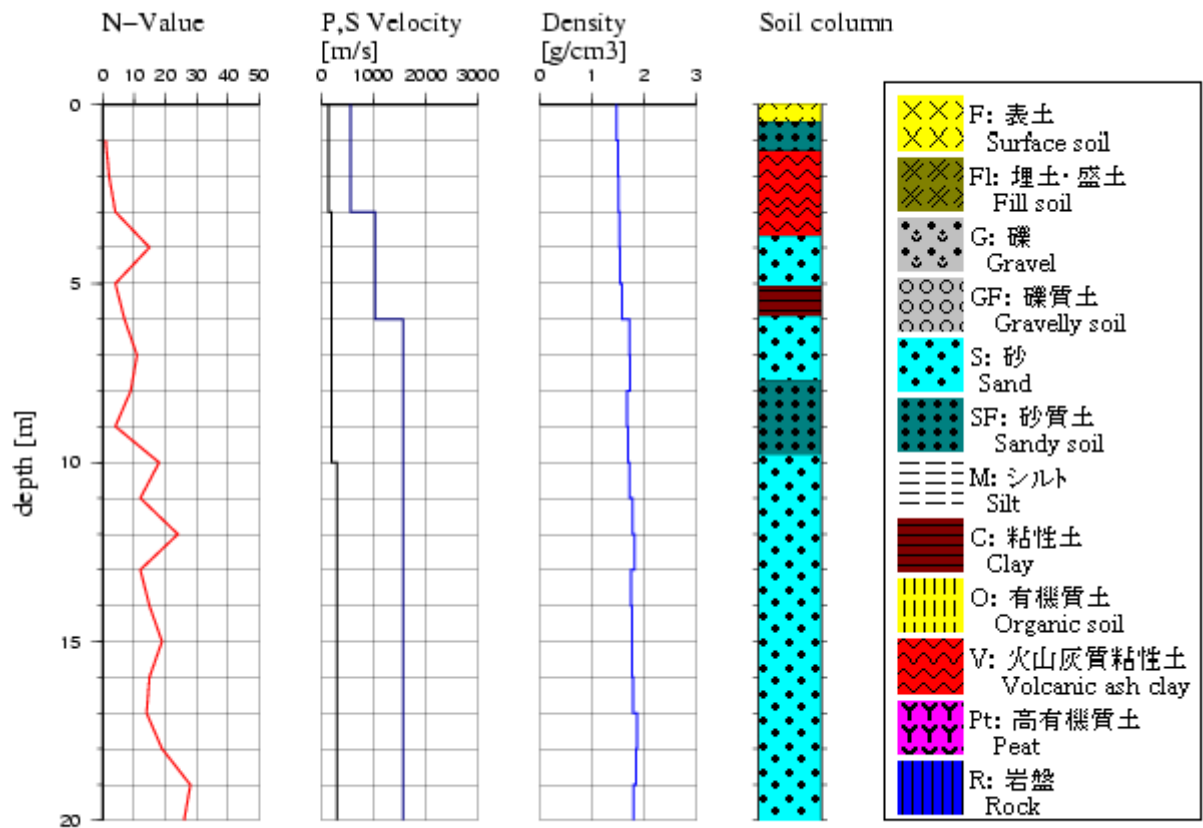 N-Value
P,S Velocity
[m/s]
Density
[g/cm3]
Soil column
0 10 20 30 40 50
0 1000 2000 3000
0 1 2 3
0
5
10
15
20
depth [m]
F: 表土
Surface soil
Fl: 埋土・盛土
Fill soil
G: 礫
Gravel
GF: 礫質土
Gravelly soil
S: 砂
Sand
SF: 砂質土
Sandy soil
M: シルト
Silt
C: 粘性土
Clay
O: 有機質土
Organic soil
V: 火山灰質粘性土
Volcanic ash clay
Pt: 高有機質土
Peat
R: 岩盤
Rock